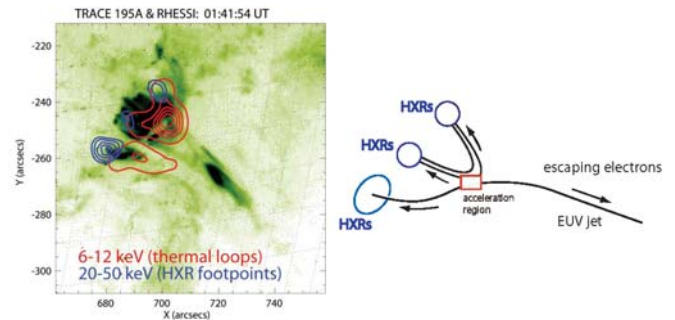 TRACE 195A & RHESSI: 01:41:54 UT
-220
-240
-260
-280
-300
Y (arcsecs)
6-12 keV (thermal loops)
20-50 keV (HXR footpoints)
680
700
720
740
X (arcsecs)
HXRs
HXRs
HXRs
acceleration
region
escaping electrons
EUV jet